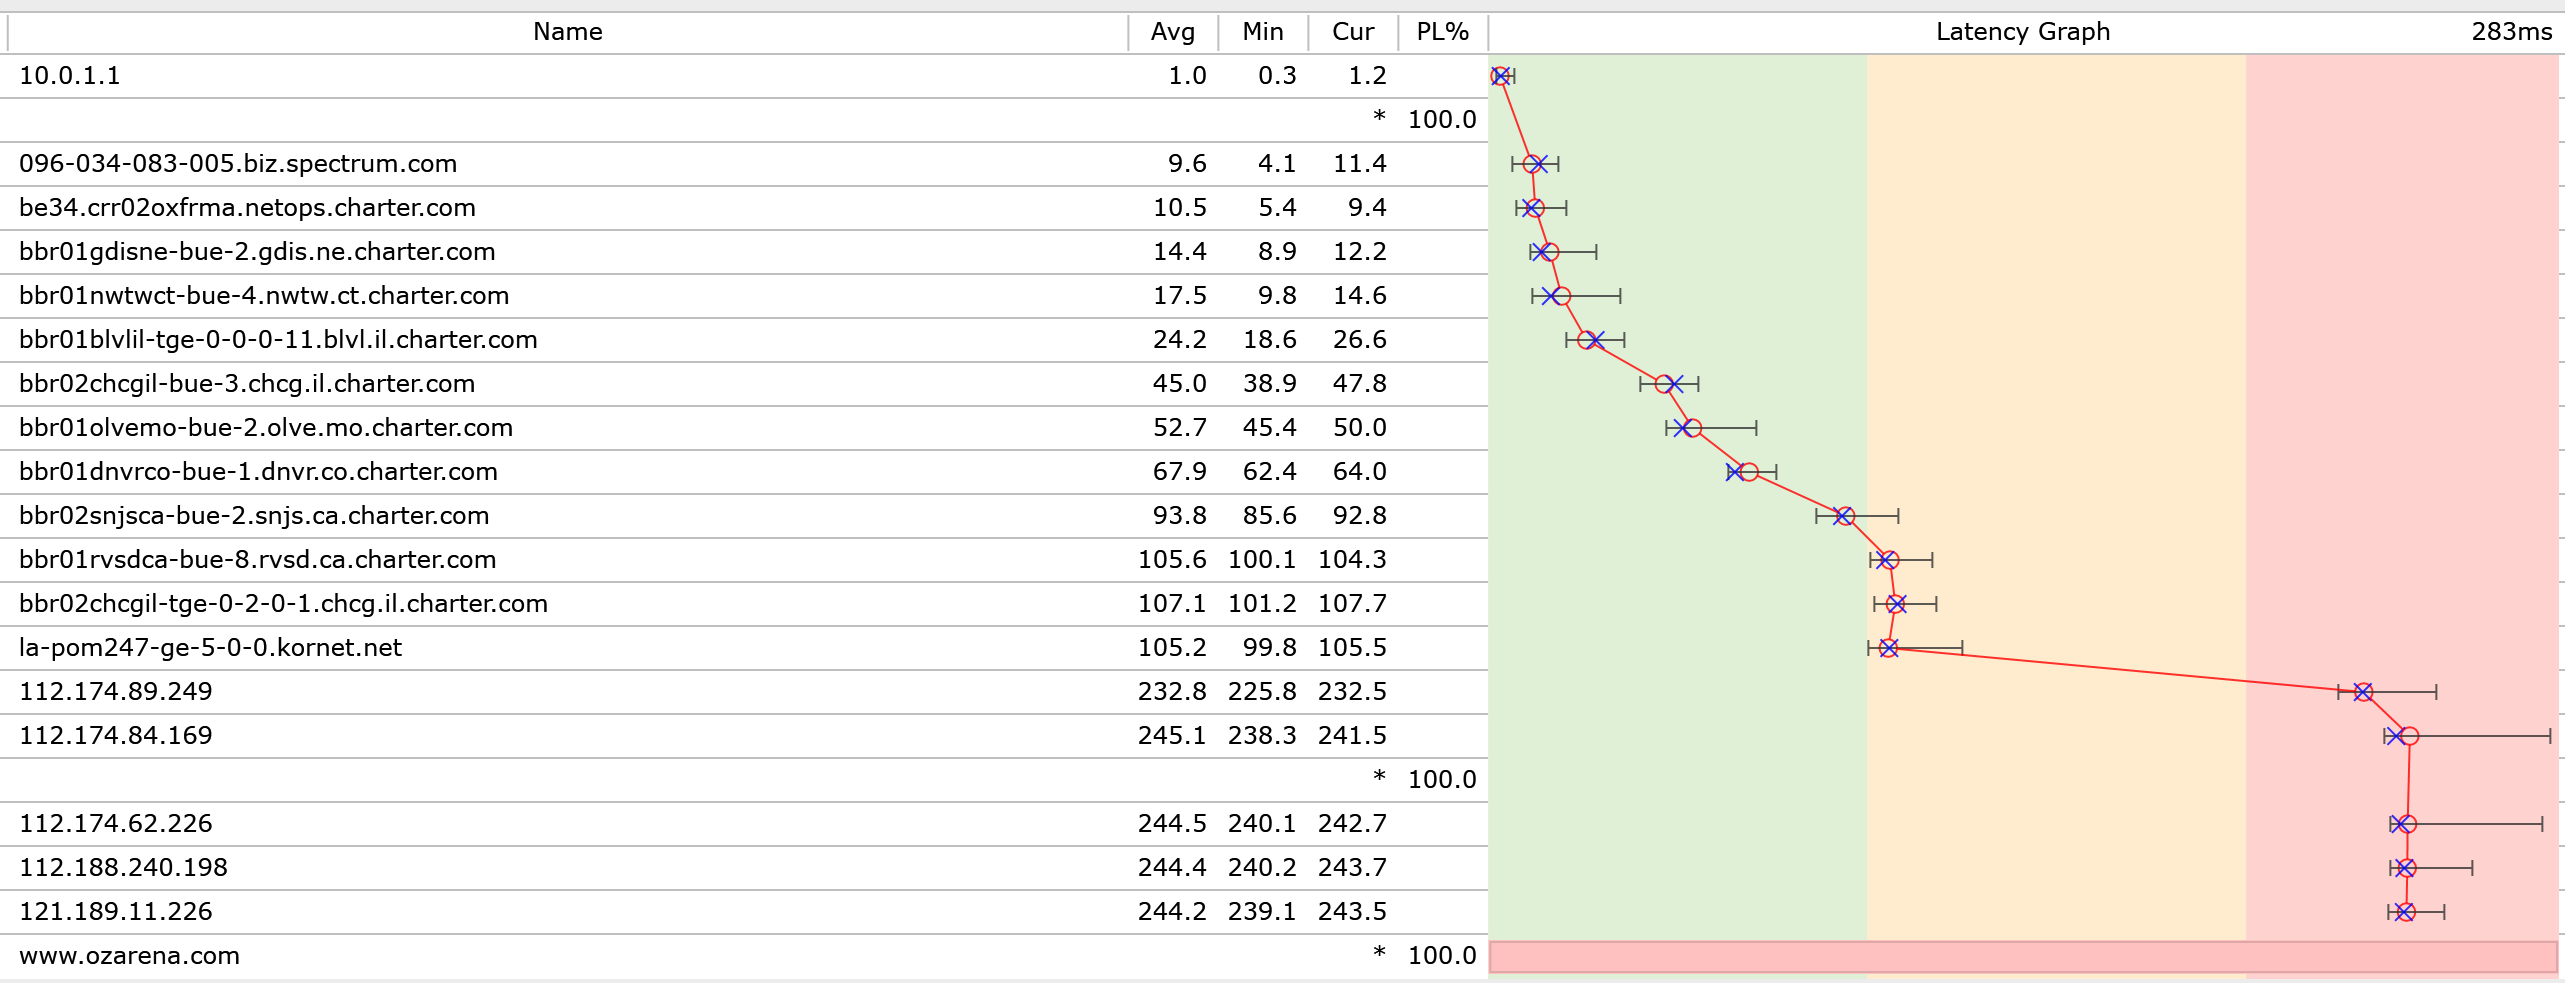 Name Avg Min Cur PL% Latency Graph 283ms
10.0.1.1 1.0 0.3 1.2
* 100.0
096-034-083-005.biz.spectrum.com 9.6 4.1 11.4
be34.crr02oxfrma.netops.charter.com 10.5 5.4 9.4
bbr01gdisne-bue-2.gdis.ne.charter.com 14.4 8.9 12.2
bbr01nwtwct-bue-4.nwtw.ct.charter.com 17.5 9.8 14.6
bbr01blvlil-tge-0-0-0-11.blvl.il.charter.com 24.2 18.6 26.6
bbr02chcgil-bue-3.chcg.il.charter.com 45.0 38.9 47.8
bbr01olvemo-bue-2.olve.mo.charter.com 52.7 45.4 50.0
bbr01dnvrco-bue-1.dnvr.co.charter.com 67.9 62.4 64.0
bbr02snjsca-bue-2.snjs.ca.charter.com 93.8 85.6 92.8
bbr01rvsdca-bue-8.rvsd.ca.charter.com 105.6 100.1 104.3
bbr02chcgil-tge-0-2-0-1.chcg.il.charter.com 107.1 101.2 107.7
la-pom247-ge-5-0-0.kornet.net 105.2 99.8 105.5
112.174.89.249 232.8 225.8 232.5
112.174.84.169 245.1 238.3 241.5
* 100.0
112.174.62.226 244.5 240.1 242.7
112.188.240.198 244.4 240.2 243.7
121.189.11.226 244.2 239.1 243.5
www.ozarena.com * 100.0